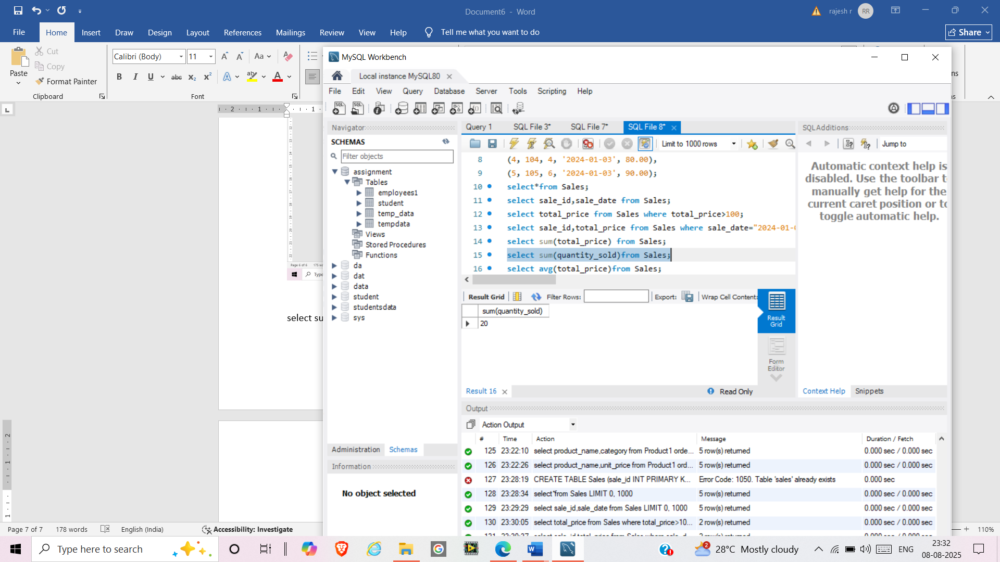 Document6 - Word
rajesh r
RR
File Home Insert Draw Design Layout References Mailings Review View Help Tell me what you want to do
Share
Paste
Cut
Copy
Format Painter
Clipboard
Calibri (Body) 11
Font
MySQL Workbench
Local instance MySQL80
File Edit View Query Database Server Tools Scripting Help
Navigator
SCHEMAS
Filter objects
assignment
Tables
employees1
student
temp_data
tempdata
Views
Stored Procedures
Functions
da
dat
data
student
studentsdata
sys
Administration Schemas
Information
No object selected
Query 1 SQL File 3* SQL File 7* SQL File 8*
Limit to 1000 rows
8 (4, 104, 4, '2024-01-03', 80.00),
9 (5, 105, 6, '2024-01-03', 90.00);
10 select*from Sales;
11 select sale_id,sale_date from Sales;
12 select total_price from Sales where total_price>100;
13 select sale_id,total_price from Sales where sale_date="2024-01-
14 select sum(total_price) from Sales;
15 select sum(quantity_sold)from Sales;
16 select avg(total_price)from Sales;
Result Grid Filter Rows: Export: Wrap Cell Content:
sum(quantity_sold)
20
Result Grid
Form Editor
Result 16
Read Only
SQLAdditions
Jump to
Automatic context help is
disabled. Use the toolbar t
manually get help for the
current caret position or to
toggle automatic help.
Context Help Snippets
Output
Action Output
# Time Action Message Duration / Fetch
125 23:22:10 select product_name,category from Product1 orde... 5 row(s) returned 0.000 sec / 0.000 sec
126 23:22:26 select product_name,unit_price from Product1 ord... 5 row(s) returned 0.000 sec / 0.000 sec
127 23:28:19 CREATE TABLE Sales (sale_id INT PRIMARY K... Error Code: 1050. Table 'sales' already exists 0.000 sec
128 23:28:34 select*from Sales LIMIT 0, 1000 5 row(s) returned 0.000 sec / 0.000 sec
129 23:29:29 select sale_id,sale_date from Sales LIMIT 0, 1000 5 row(s) returned 0.000 sec / 0.000 sec
130 23:30:05 select total_price from Sales where total_price>10... 2 row(s) returned 0.000 sec / 0.000 sec
select su
Page 7 of 7 178 words English (India) Accessibility: Investigate
110%
Type here to search
28°C Mostly cloudy
ENG
23:32
08-08-2025